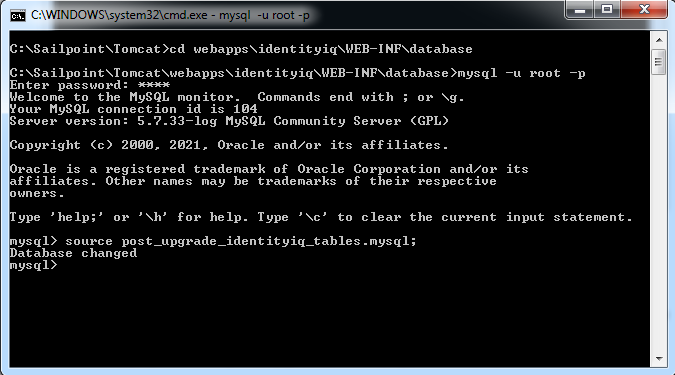 C:\WINDOWS\system32\cmd.exe - mysql -u root -p
C:\Sailpoint\Tomcat>cd webapps\identityiq\WEB-INF\database
C:\Sailpoint\Tomcat\webapps\identityiq\WEB-INF\database>mysql -u root -p
Enter password: ****
Welcome to the MySQL monitor.  Commands end with ; or \g.
Your MySQL connection id is 104
Server version: 5.7.33-log MySQL Community Server (GPL)
Copyright (c) 2000, 2021, Oracle and/or its affiliates.
Oracle is a registered trademark of Oracle Corporation and/or its
affiliates. Other names may be trademarks of their respective
owners.
Type 'help;' or '\h' for help. Type '\c' to clear the current input statement.
mysql> source post_upgrade_identityiq_tables.mysql;
Database changed
mysql>